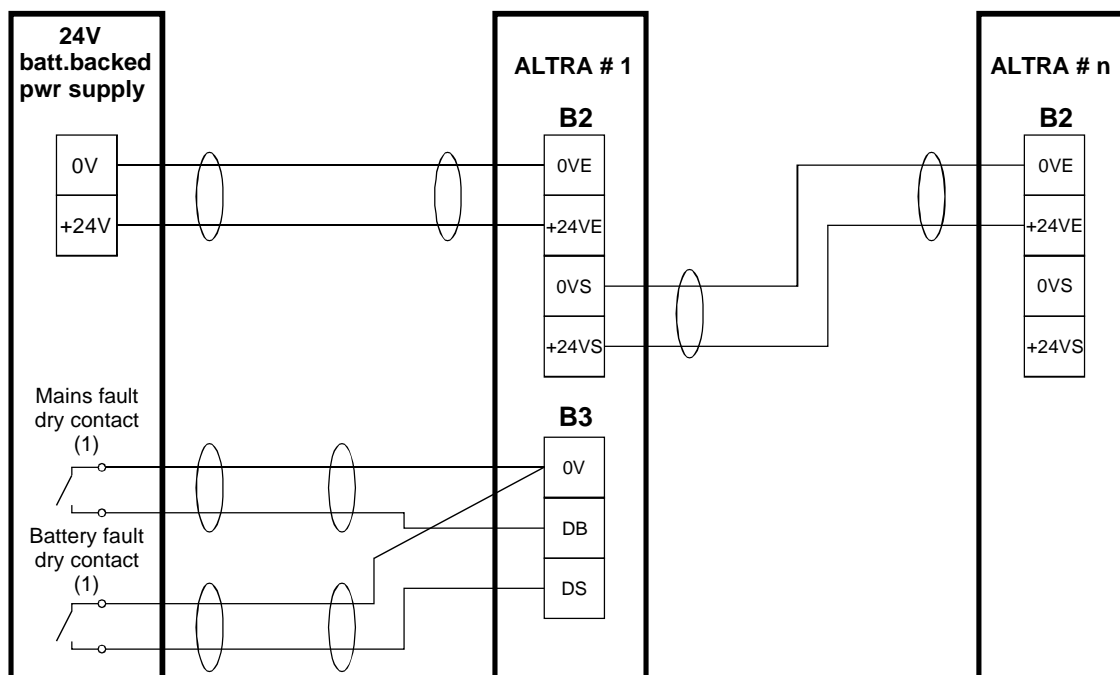 24V
batt.backed
pwr supply
0V
+24V
Mains fault
dry contact
(1)
Battery fault
dry contact
(1)
ALTRA # 1
B2
0VE
+24VE
0VS
+24VS
B3
0V
DB
DS
ALTRA # n
B2
0VE
+24VE
0VS
+24VS